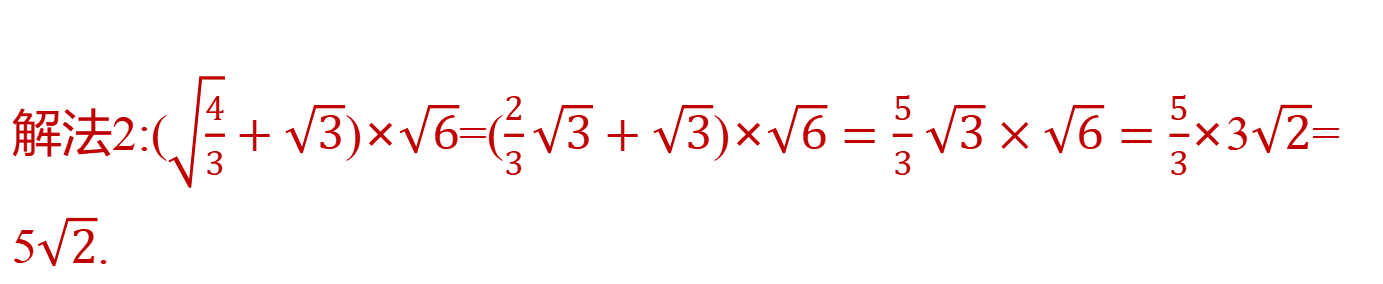 解法2:(√(4/3) + √3)×√6=(2/3 √3 + √3)×√6 = 5/3 √3 × √6 = 5/3×3√2=
5√2.